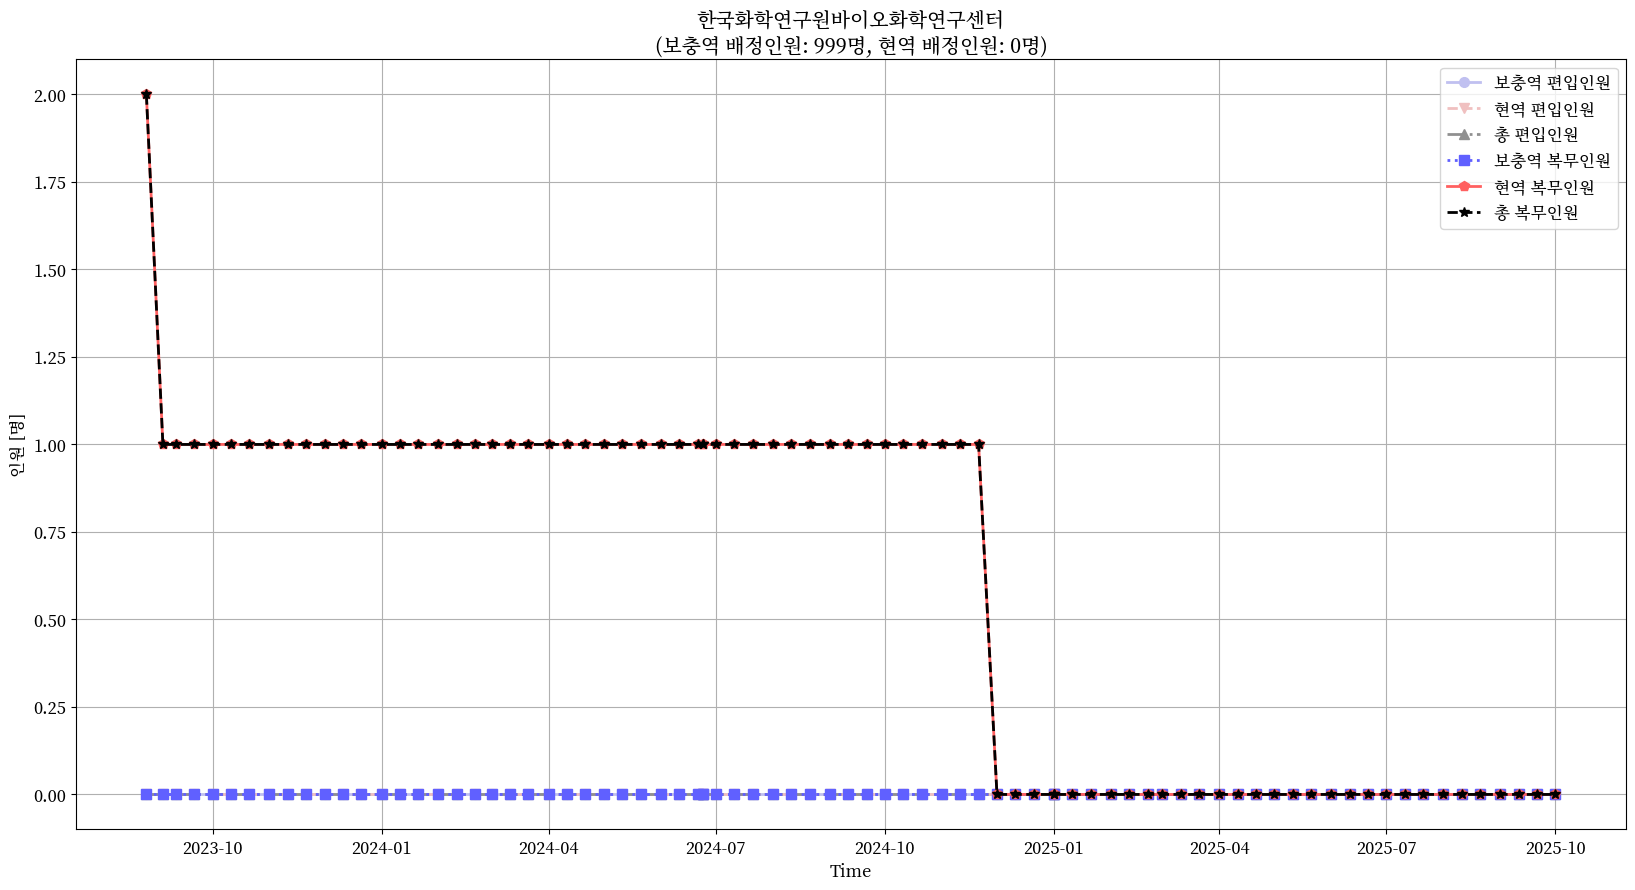 한국화학연구원바이오화학연구센터
(보충역 배정인원: 999명, 현역 배정인원: 0명)
보충역 편입인원
현역 편입인원
총 편입인원
보충역 복무인원
현역 복무인원
총 복무인원
2.00
1.75
1.50
1.25
1.00
0.75
0.50
0.25
0.00
인원 [명]
2023-10 2024-01 2024-04 2024-07 2024-10 2025-01 2025-04 2025-07 2025-10
Time